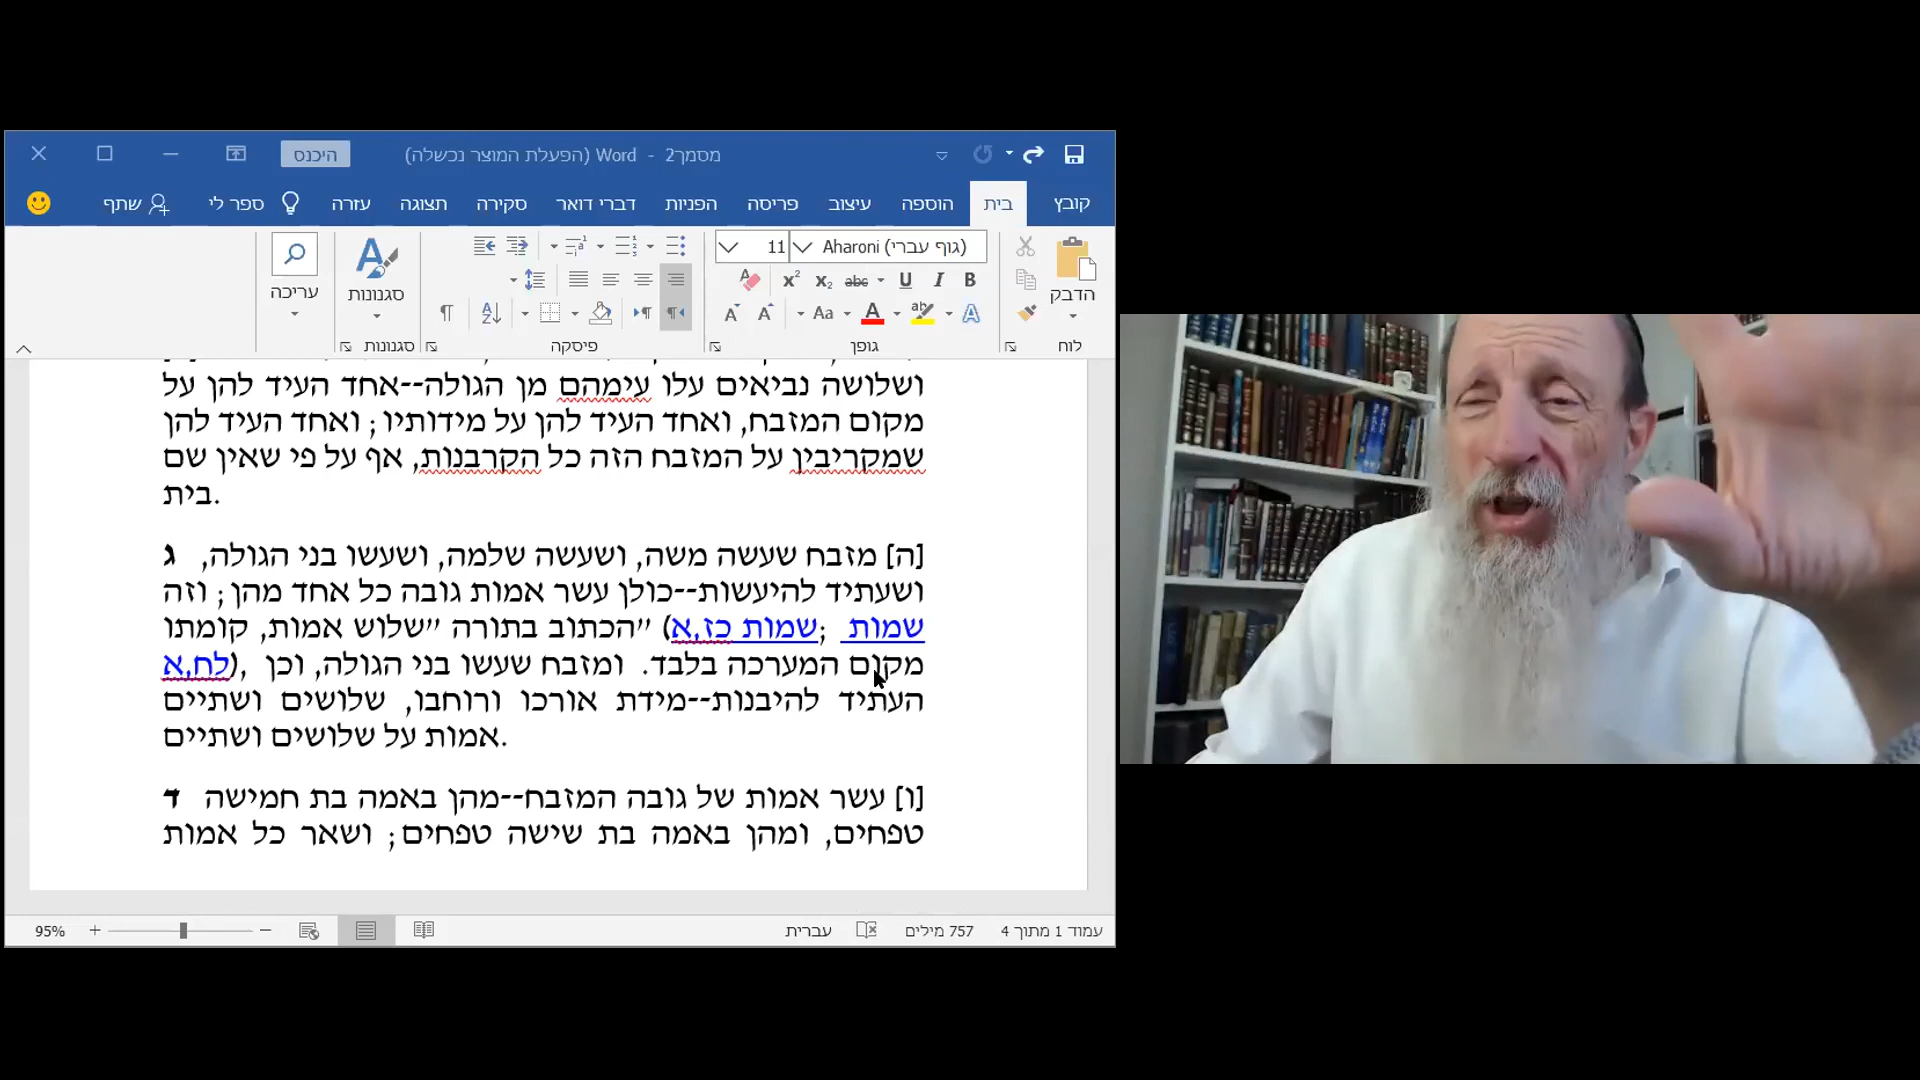 מסמך2 - Word (הפעלת המוצר נכשלה)
היכנס
קובץ בית הוספה עיצוב פריסה הפניות דברי דואר סקירה תצוגה עזרה ספר לי שתף
Aharoni (גוף עברי) 11
הדבק
סגנונות
עריכה
לוח גופן פיסקה סגנונות
ושלושה נביאים עלו עימהם מן הגולה--אחד העיד להן על
מקום המזבח, ואחד העיד להן על מידותיו; ואחד העיד להן
שמקריבין על המזבח הזה כל הקרבנות, אף על פי שאין שם
בית.
ג [ה] מזבח שעשה משה, ושעשה שלמה, ושעשו בני הגולה,
ושעתיד להיעשות--כולן עשר אמות גובה כל אחד מהן; וזה
הכתוב בתורה "שלוש אמות, קומתו" (שמות כז,א; שמות
לח,א), מקום המערכה בלבד. ומזבח שעשו בני הגולה, וכן
העתיד להיבנות--מידת אורכו ורוחבו, שלושים ושתיים
אמות על שלושים ושתיים.
ד [ו] עשר אמות של גובה המזבח--מהן באמה בת חמישה
טפחים, ומהן באמה בת שישה טפחים; ושאר כל אמות
עמוד 1 מתוך 4 757 מילים עברית 95%